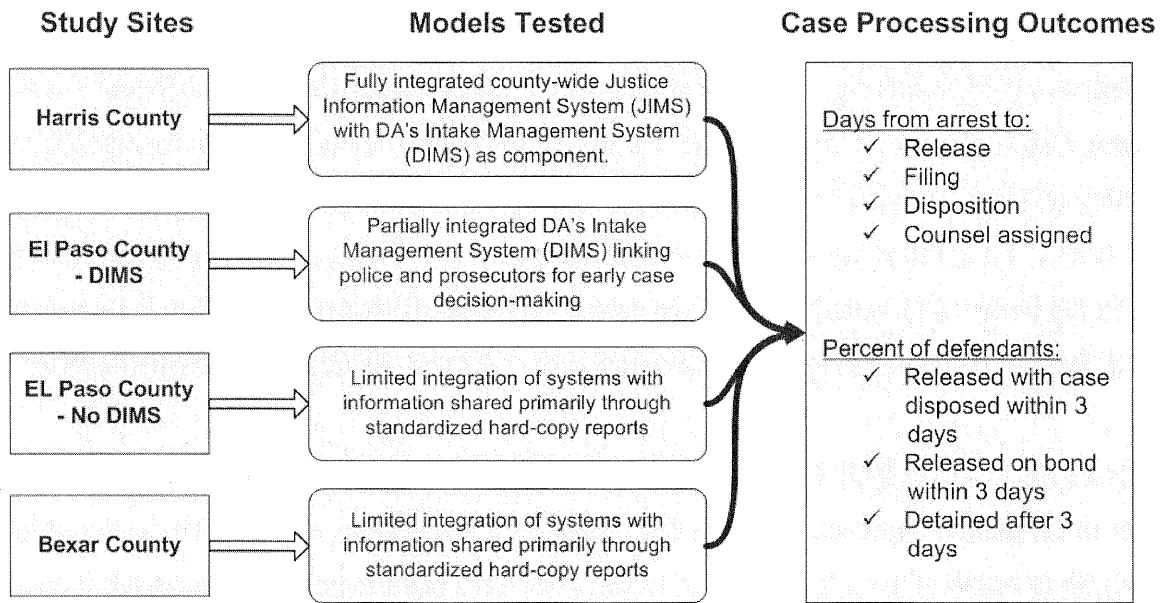 Study Sites
Models Tested
Case Processing Outcomes
Harris County
Fully integrated county-wide Justice
Information Management System (JIMS)
with DA's Intake Management System
(DIMS) as component.
El Paso County
- DIMS
Partially integrated DA's Intake
Management System (DIMS) linking
police and prosecutors for early case
decision-making
EL Paso County
- No DIMS
Limited integration of systems with
information shared primarily through
standardized hard-copy reports
Bexar County
Limited integration of systems with
information shared primarily through
standardized hard-copy reports
Days from arrest to:
✓ Release
✓ Filing
✓ Disposition
✓ Counsel assigned
Percent of defendants:
✓ Released with case
disposed within 3
days
✓ Released on bond
within 3 days
✓ Detained after 3
days